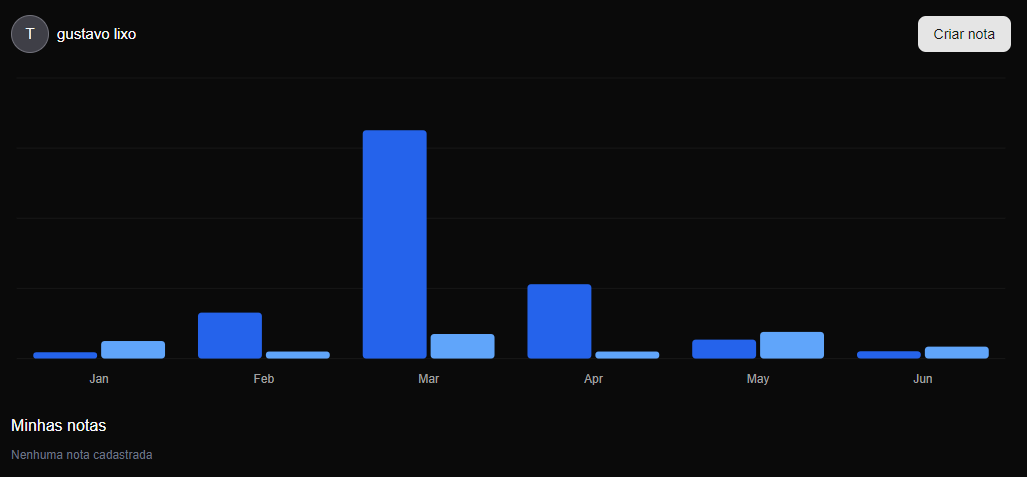 T gustavo lixo Criar nota
Jan Feb Mar Apr May Jun
Minhas notas
Nenhuma nota cadastrada